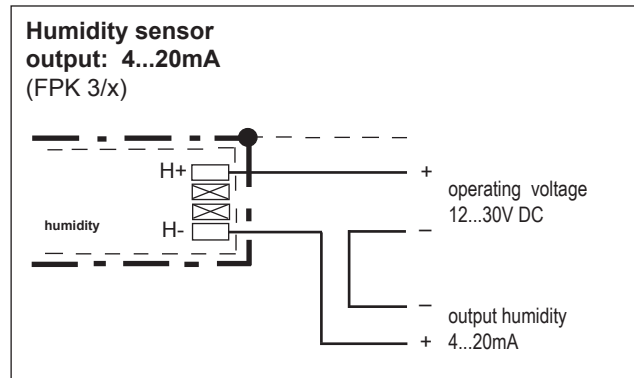 Humidity sensor
output: 4...20mA
(FPK 3/x)
H+
+
operating voltage
12...30V DC
humidity
H-
–
–
output humidity
+ 4...20mA